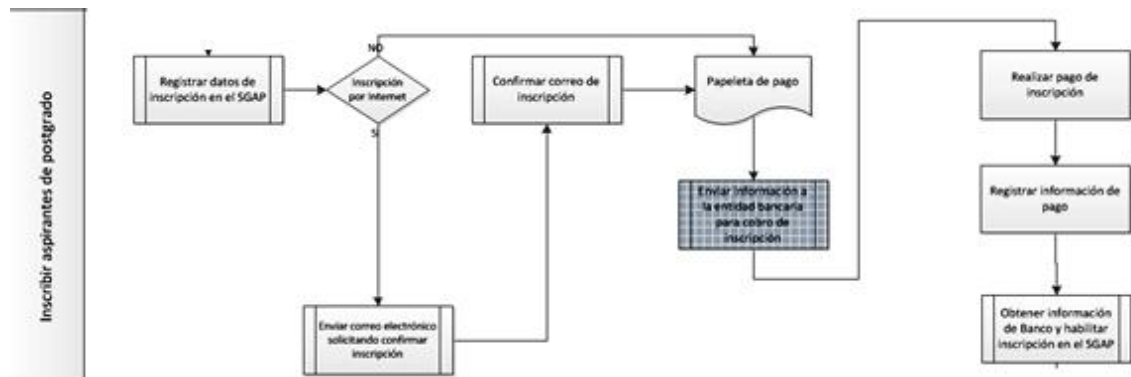 Inscribir aspirantes de postgrado
Registrar datos de
inscripción en el SGAP
NO
Inscripción
por Internet
S
Enviar correo electrónico
solicitando confirmar
inscripción
Confirmar correo de
inscripción
Papeleta de pago
Enviar información a
la entidad bancaria
para cobro de
inscripción
Realizar pago de
inscripción
Registrar información de
pago
Obtener información
de Banco y habilitar
inscripción en el SGAP